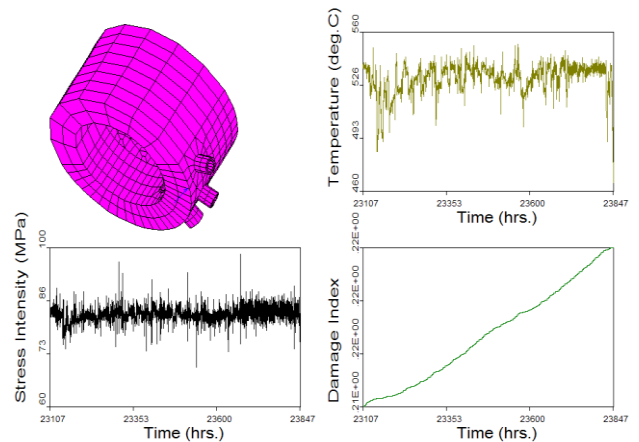 560
526
493
460
Temperature (deg.C)
23107 23353 23600 23847
Time (hrs.)
100
86
73
60
Stress Intensity (MPa)
23107 23353 23600 23847
Time (hrs.)
22E+00
22E+00
22E+00
21E+00
Damage Index
23107 23353 23600 23847
Time (hrs.)